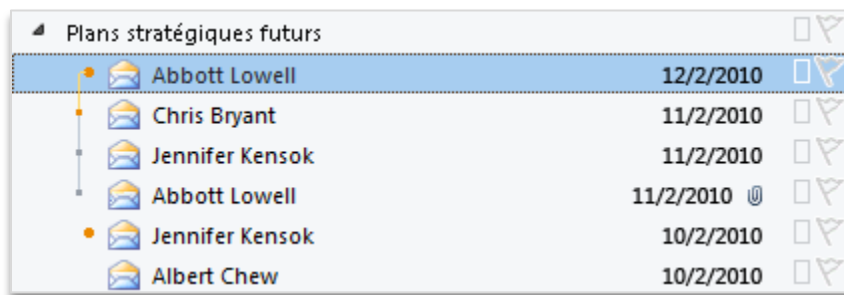 Plans stratégiques futurs
Abbott Lowell 12/2/2010
Chris Bryant 11/2/2010
Jennifer Kensok 11/2/2010
Abbott Lowell 11/2/2010
Jennifer Kensok 10/2/2010
Albert Chew 10/2/2010